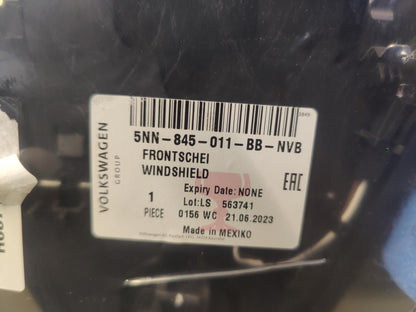 5NN-845-011-BB-NVB
FRONTSCHEI
WINDSHIELD
Expiry Date: NONE
Lot: LS 563741
1
PIECE
0156 WC 21.06.2023
Made in MEXIKO
VOLKSWAGEN
GROUP
EAC